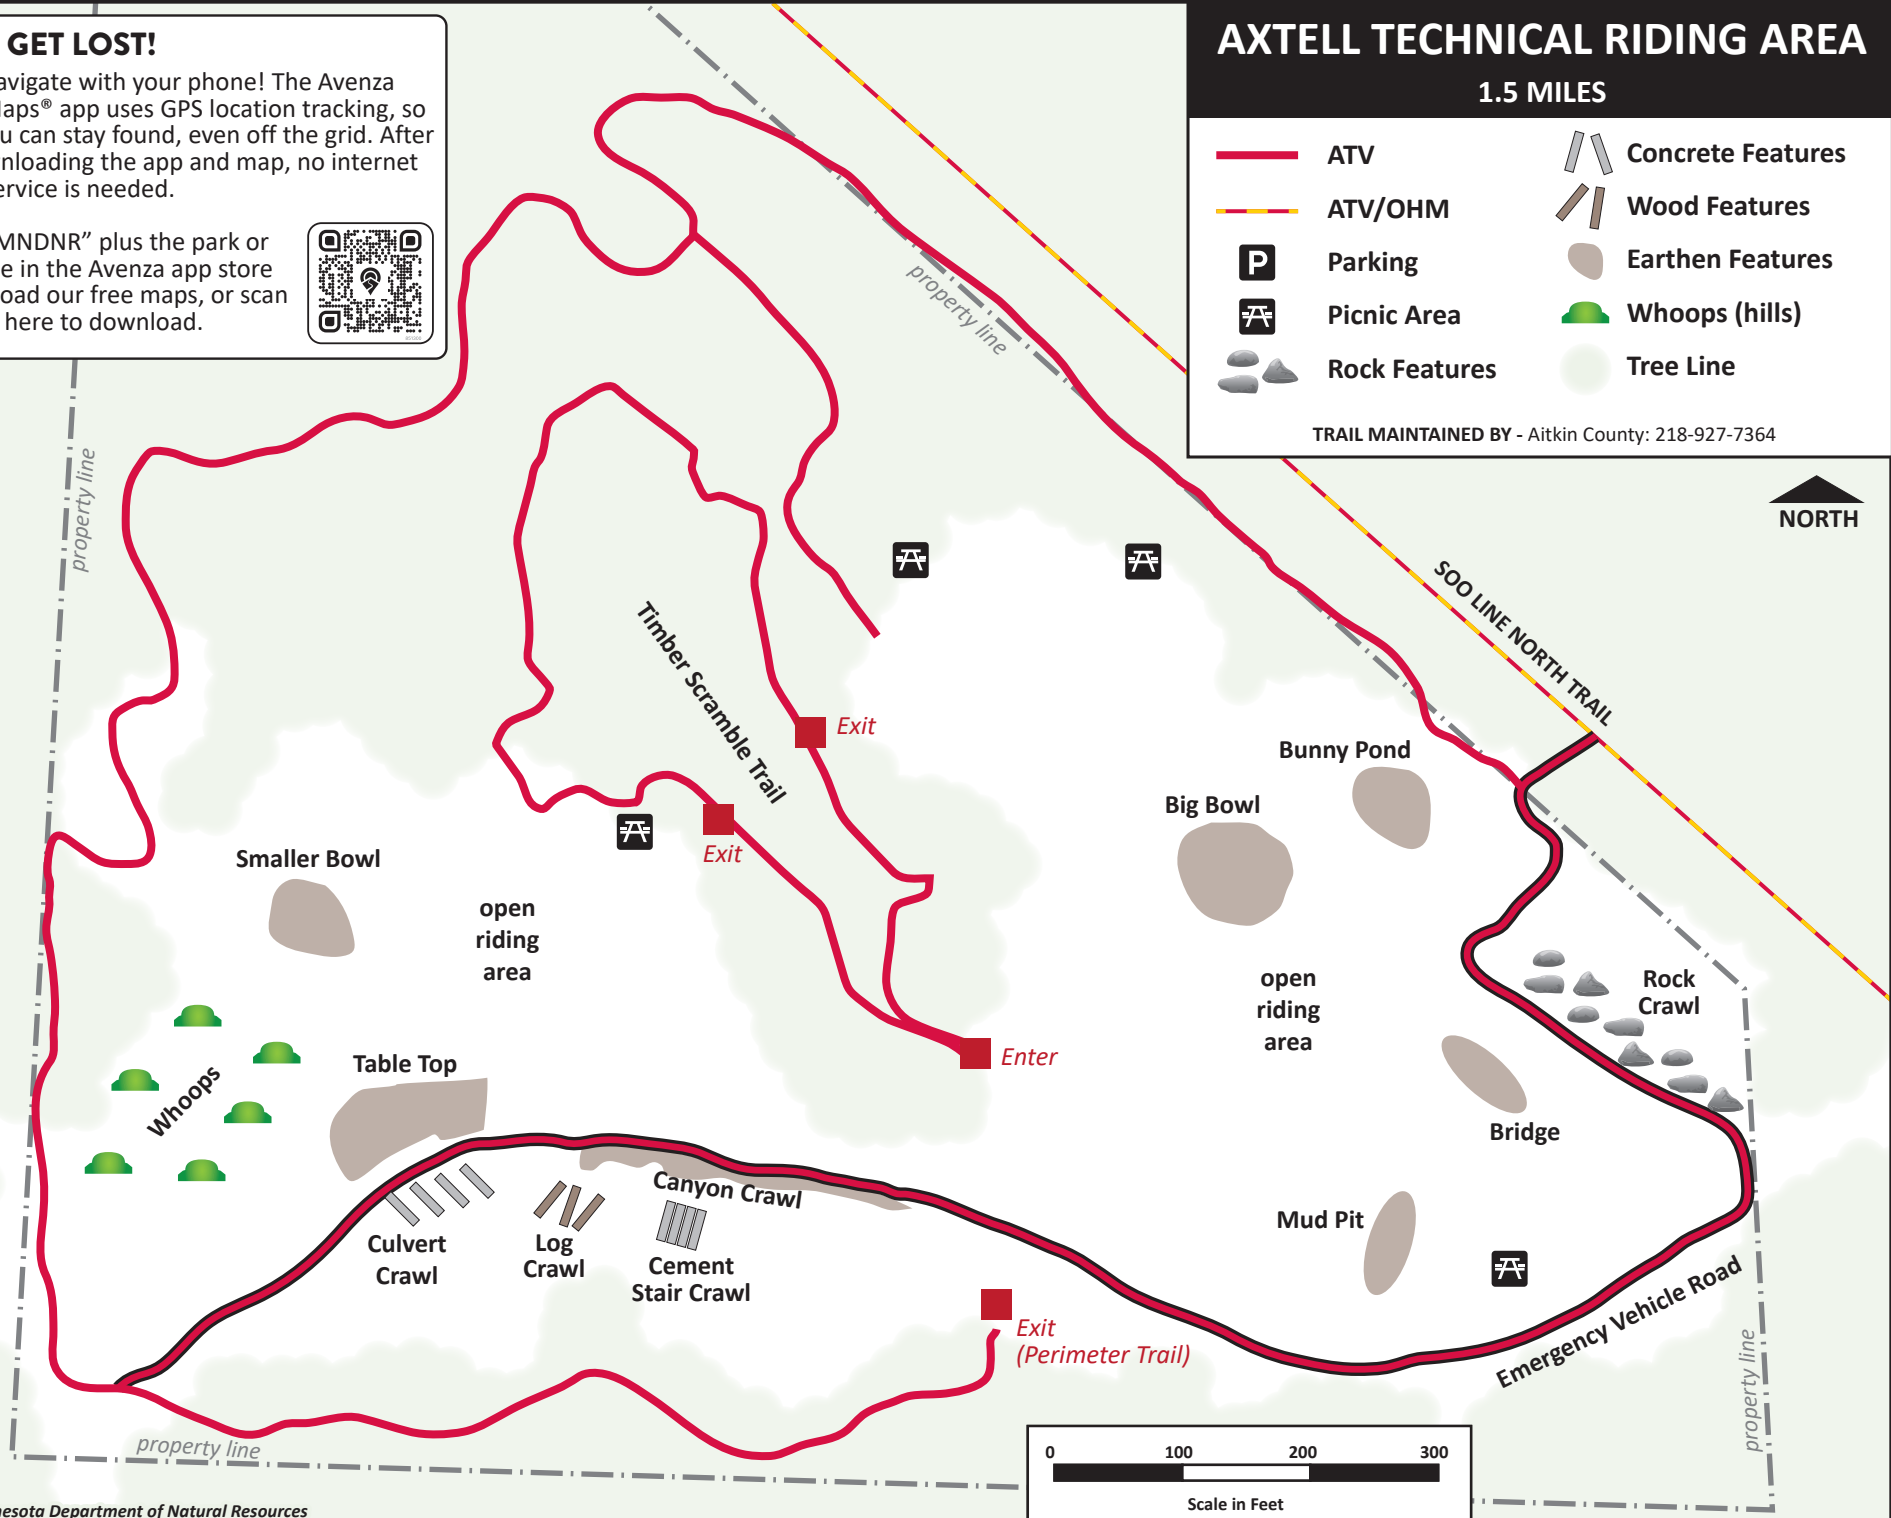 GET LOST!
avigate with your phone! The Avenza
Maps® app uses GPS location tracking, so
ou can stay found, even off the grid. After
nloading the app and map, no internet
ervice is needed.
MNDNR” plus the park or
e in the Avenza app store
oad our free maps, or scan
here to download.
AXTELL TECHNICAL RIDING AREA
1.5 MILES
ATV
ATV/OHM
P Parking
Picnic Area
Rock Features
Concrete Features
Wood Features
Earthen Features
Whoops (hills)
Tree Line
TRAIL MAINTAINED BY - Aitkin County: 218-927-7364
NORTH
property line
property line
SOO LINE NORTH TRAIL
Timber Scramble Trail
Exit
Exit
Bunny Pond
Big Bowl
Smaller Bowl
open
riding
area
open
riding
area
Rock
Crawl
Enter
Table Top
Whoops
Bridge
Canyon Crawl
Mud Pit
Culvert
Crawl
Log
Crawl
Cement
Stair Crawl
Exit
(Perimeter Trail)
Emergency Vehicle Road
property line
property line
0 100 200 300
Scale in Feet
nesota Department of Natural Resources